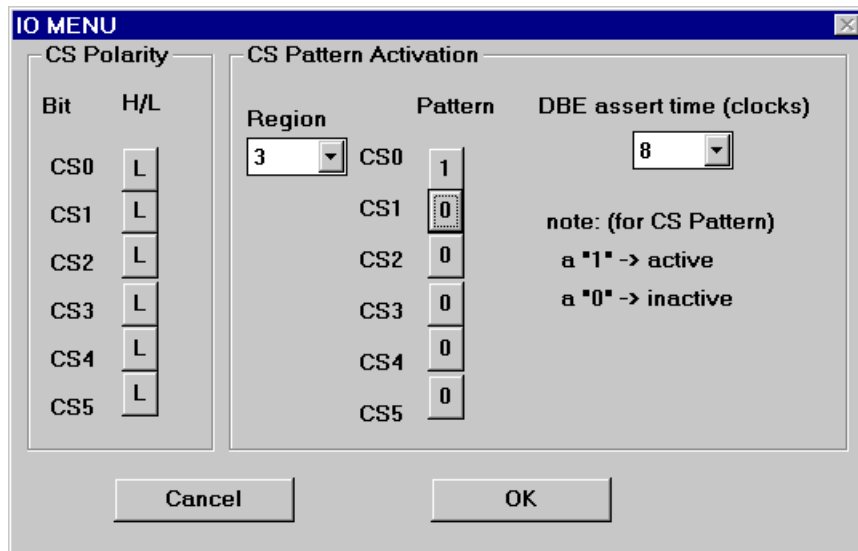 IO MENU
CS Polarity
Bit H/L
CS0 L
CS1 L
CS2 L
CS3 L
CS4 L
CS5 L
CS Pattern Activation
Region
3
Pattern
CS0 1
CS1 0
CS2 0
CS3 0
CS4 0
CS5 0
DBE assert time (clocks)
8
note: (for CS Pattern)
a "1" -> active
a "0" -> inactive
Cancel
OK